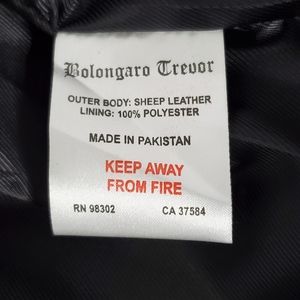 Bolongaro Trevor
OUTER BODY: SHEEP LEATHER
LINING: 100% POLYESTER
MADE IN PAKISTAN
KEEP AWAY
FROM FIRE
RN 98302 CA 37584